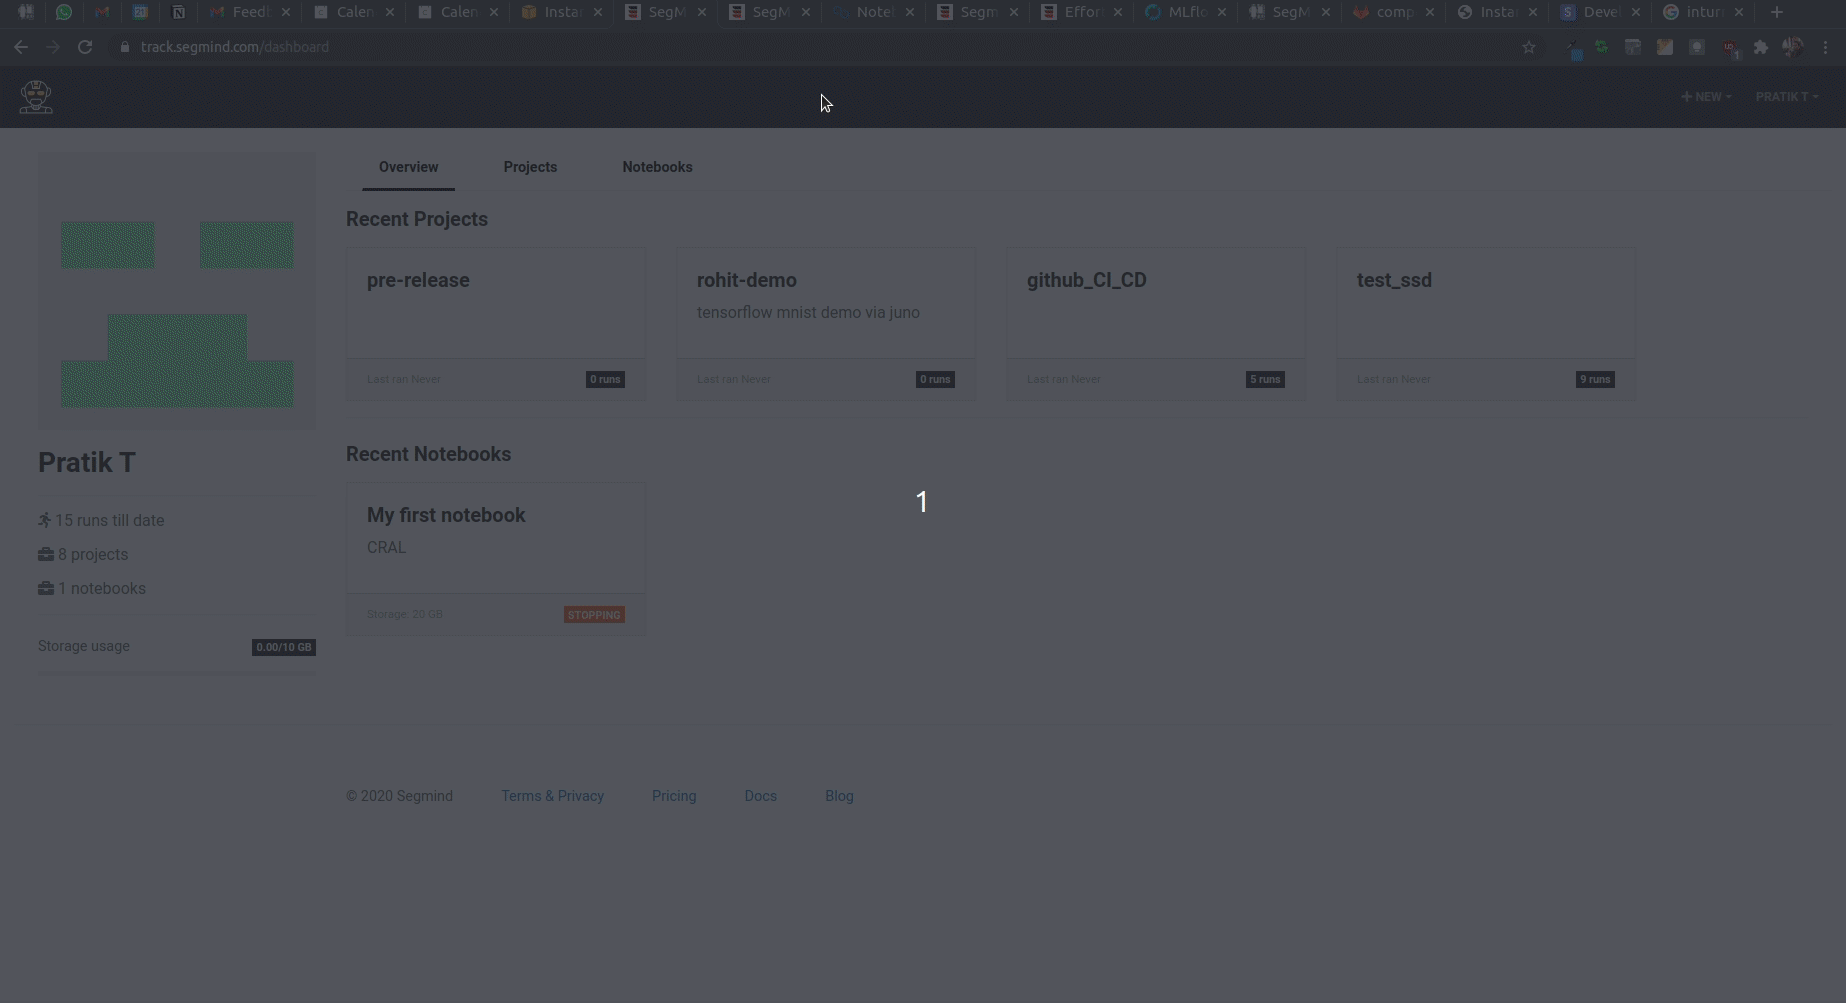 Feedl Calen Calen Instar SegM SegM Notel Segm Effor MLflo SegM comp Instar Devel intur
track.segmind.com/dashboard
NEW PRATIK T
Overview Projects Notebooks
Recent Projects
pre-release rohit-demo github_CI_CD test_ssd
tensorflow mnist demo via juno
Last ran Never 0 runs Last ran Never 0 runs Last ran Never 5 runs Last ran Never 9 runs
Pratik T
15 runs till date
8 projects
1 notebooks
Storage usage 0.00/10 GB
Recent Notebooks
My first notebook
CRAL
Storage: 20 GB STOPPING
1
© 2020 Segmind Terms & Privacy Pricing Docs Blog